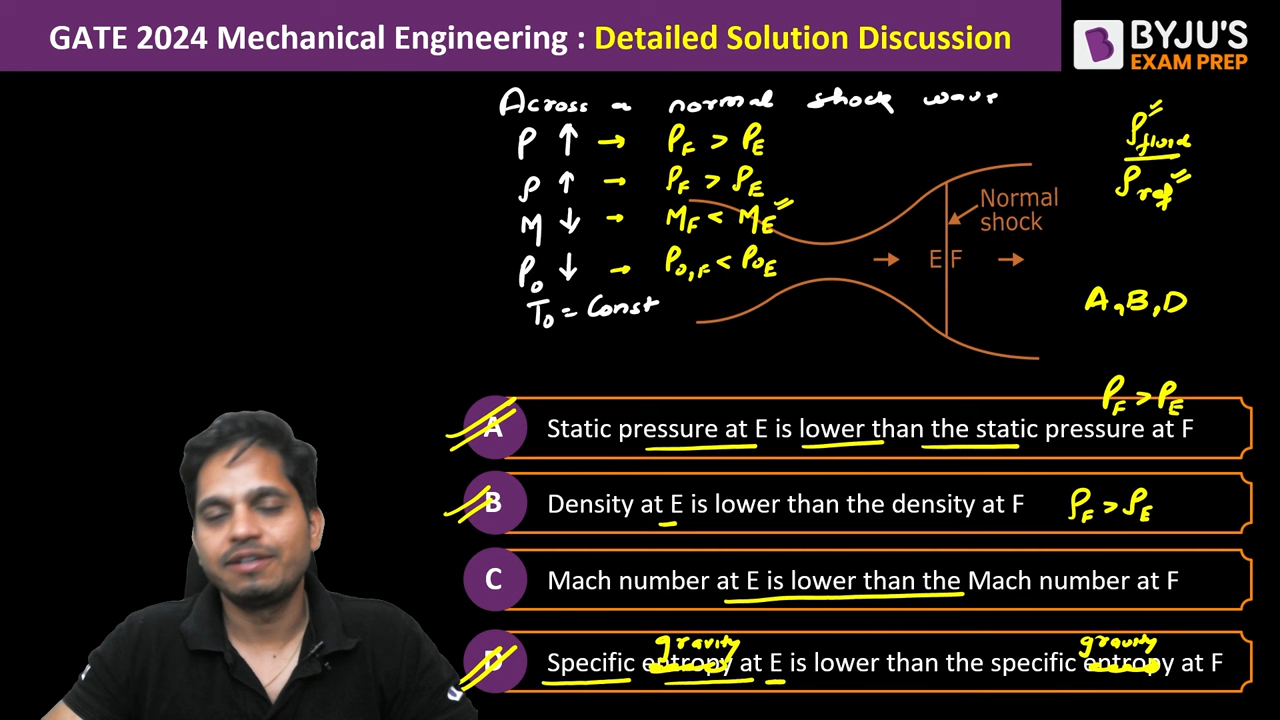 GATE 2024 Mechanical Engineering : Detailed Solution Discussion
BYJU'S
EXAM PREP
Across a normal shock wave
P ↑ → P_F > P_E
ρ ↑ → ρ_F > ρ_E
M ↓ → M_F < M_E
P_0 ↓ → P_0,F < P_0E
T_0 = Const
ρ_fluid
ρ_ref
Normal
shock
→ E F →
A, B, D
P_F > P_E
A Static pressure at E is lower than the static pressure at F
B Density at E is lower than the density at F ρ_F > ρ_E
C Mach number at E is lower than the Mach number at F
gravity gravity
D Specific entropy at E is lower than the specific entropy at F